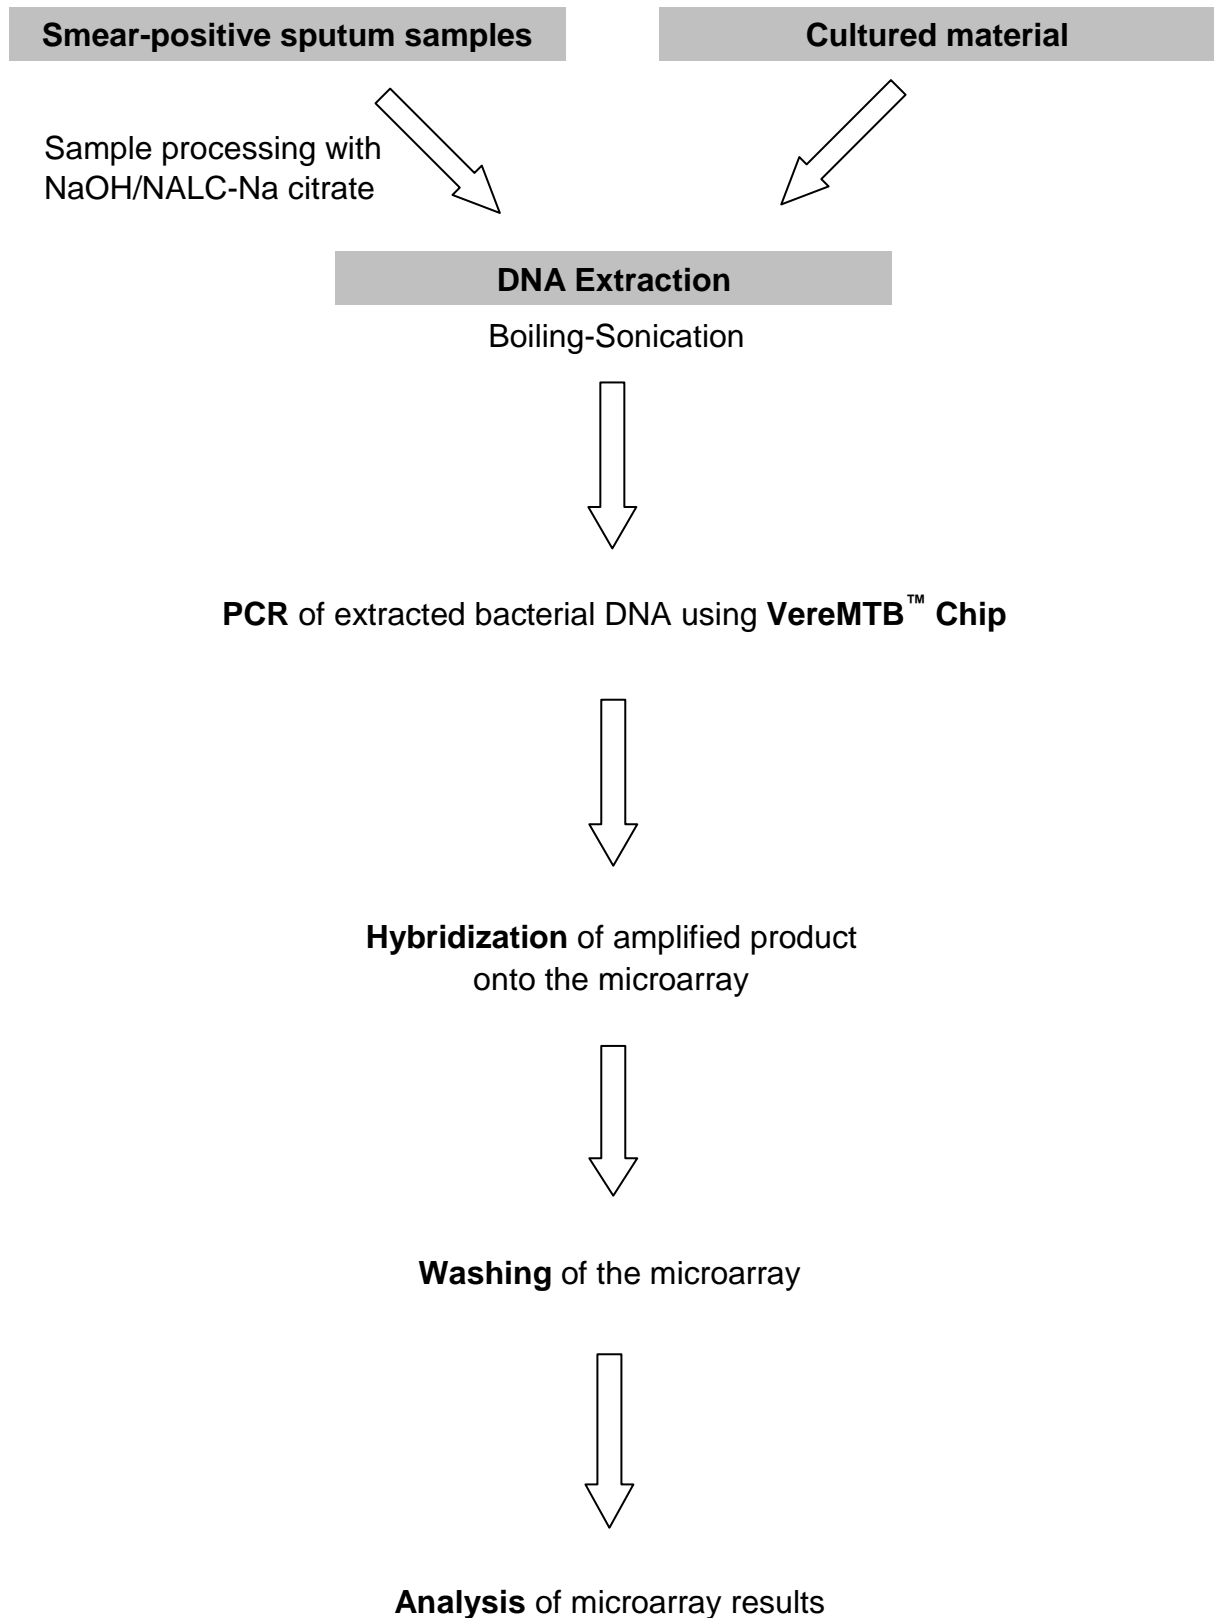 Smear-positive sputum samples
Cultured material
Sample processing with
NaOH/NALC-Na citrate
DNA Extraction
Boiling-Sonication
PCR of extracted bacterial DNA using VereMTB™ Chip
Hybridization of amplified product
onto the microarray
Washing of the microarray
Analysis of microarray results